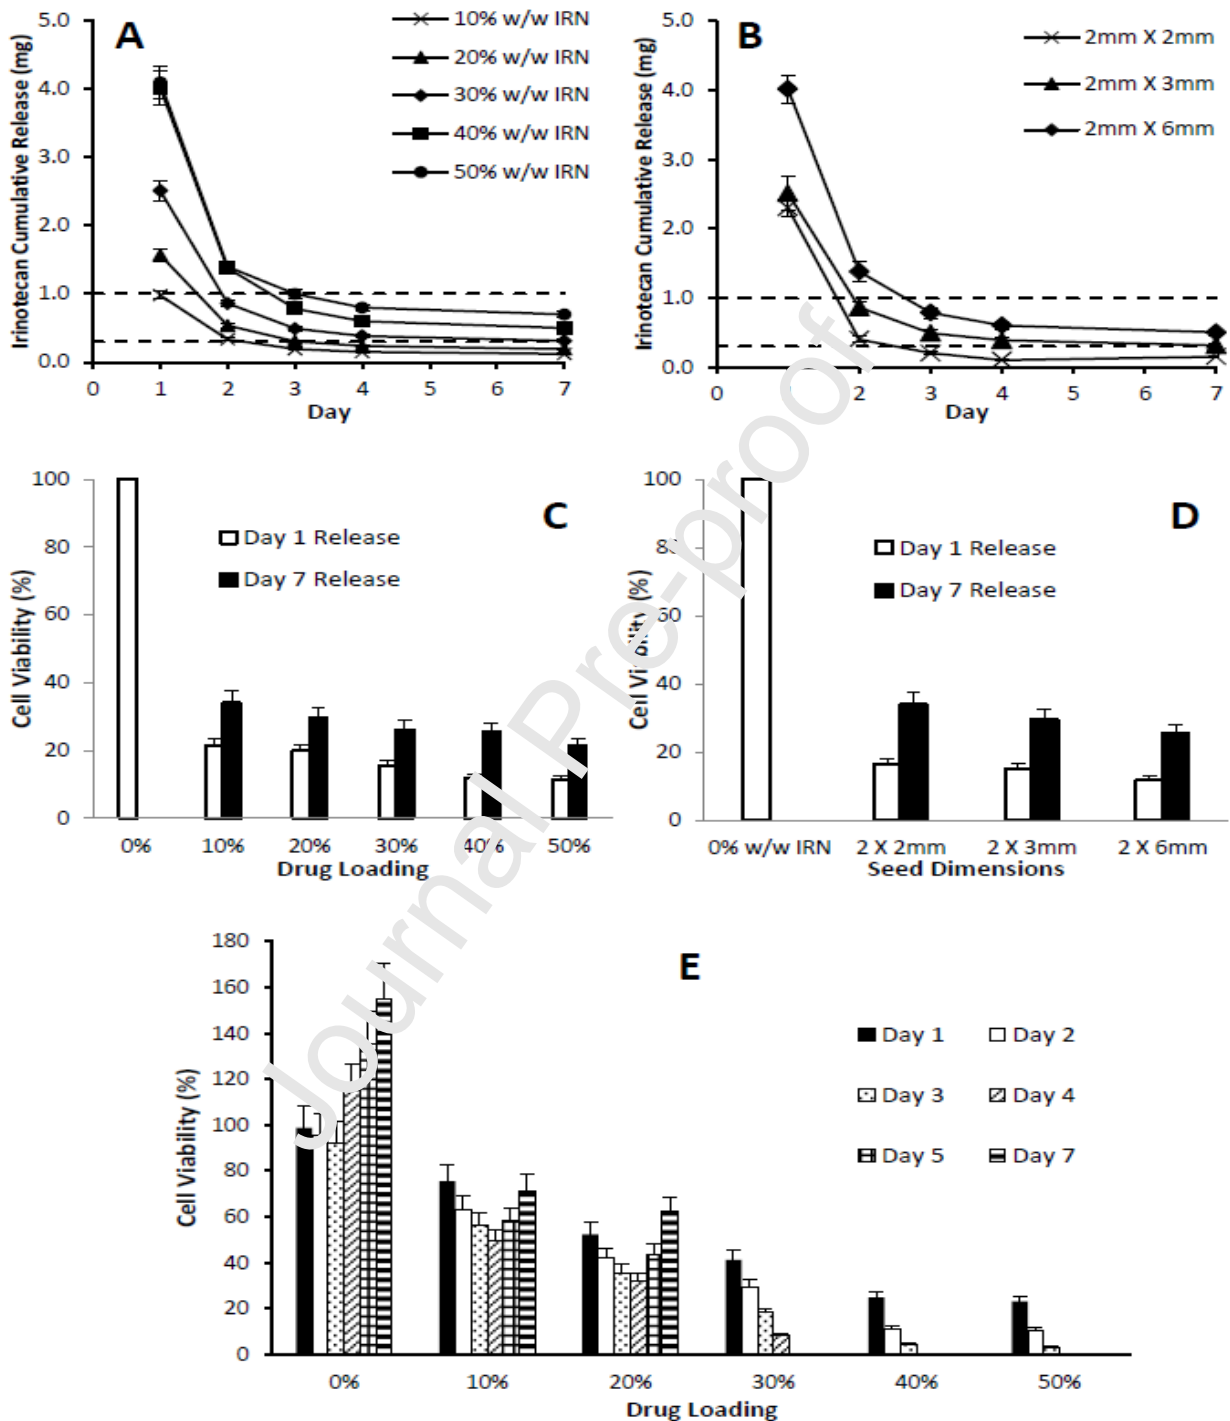 A
Irinotecan Cumulative Release (mg)
5.0
4.0
3.0
2.0
1.0
0.0
0 1 2 3 4 5 6 7
Day
10% w/w IRN
20% w/w IRN
30% w/w IRN
40% w/w IRN
50% w/w IRN
B
Irinotecan Cumulative Release (mg)
5.0
4.0
3.0
2.0
1.0
0.0
0 2 3 4 5 6 7
Day
2mm X 2mm
2mm X 3mm
2mm X 6mm
C
Cell Viability (%)
100
80
60
40
20
0
0% 10% 20% 30% 40% 50%
Drug Loading
Day 1 Release
Day 7 Release
D
Cell Viability (%)
100
80
60
40
20
0
0% w/w IRN 2 X 2mm 2 X 3mm 2 X 6mm
Seed Dimensions
Day 1 Release
Day 7 Release
E
Cell Viability (%)
180
160
140
120
100
80
60
40
20
0
0% 10% 20% 30% 40% 50%
Drug Loading
Day 1 Day 2
Day 3 Day 4
Day 5 Day 7
Journal Pre-proof